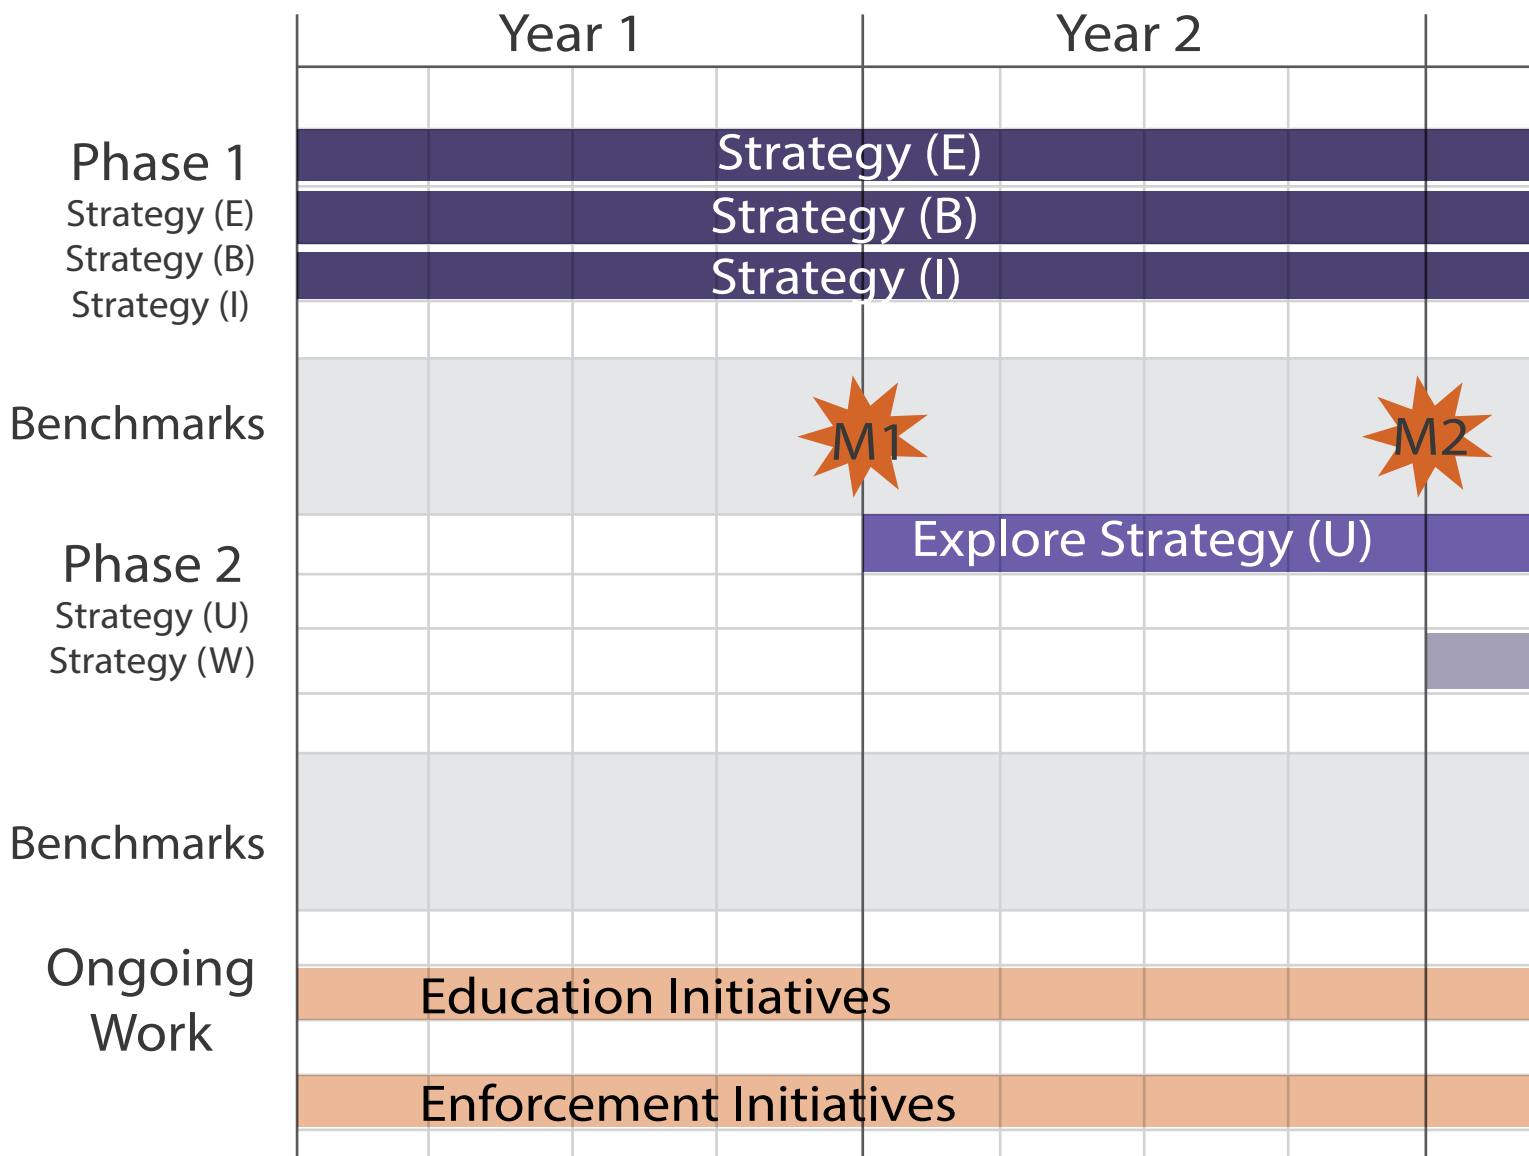 Year 1
Year 2
Phase 1
Strategy (E)
Strategy (B)
Strategy (I)
Strategy (E)
Strategy (B)
Strategy (I)
Benchmarks
M1
M2
Phase 2
Strategy (U)
Strategy (W)
Explore Strategy (U)
Benchmarks
Ongoing
Work
Education Initiatives
Enforcement Initiatives